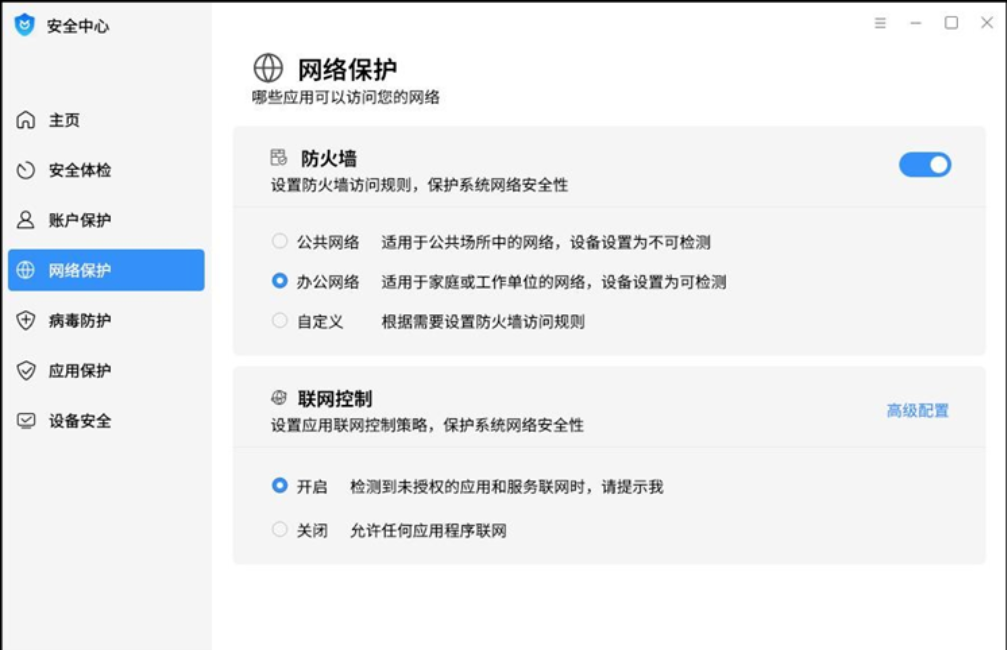 安全中心
主页
安全体检
账户保护
网络保护
病毒防护
应用保护
设备安全
网络保护
哪些应用可以访问您的网络
防火墙
设置防火墙访问规则，保护系统网络安全性
公共网络 适用于公共场所中的网络，设备设置为不可检测
办公网络 适用于家庭或工作单位的网络，设备设置为可检测
自定义 根据需要设置防火墙访问规则
联网控制
设置应用联网控制策略，保护系统网络安全性
高级配置
开启 检测到未授权的应用和服务联网时，请提示我
关闭 允许任何应用程序联网